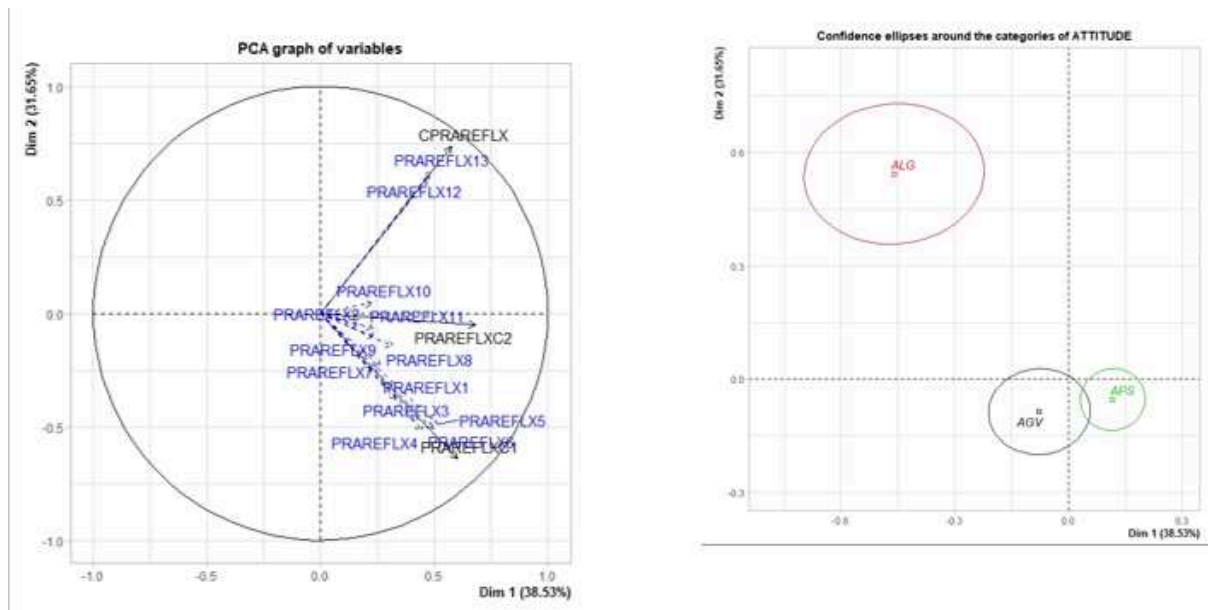 PCA graph of variables
Dim 2 (31.65%)
1.0
0.5
0.0
-0.5
-1.0
CPRAREFLX
PRAREFLX13
PRAREFLX12
PRAREFLX10
PRAREFLX2
PRAREFLX11
PRAREFLXC2
PRAREFLX9
PRAREFLX8
PRAREFLX7
PRAREFLX1
PRAREFLX3
PRAREFLX5
PRAREFLX4
PRAREFLXC1
-1.0 -0.5 0.0 0.5 1.0
Dim 1 (38.53%)
Confidence ellipses around the categories of ATTITUDE
Dim 2 (31.65%)
0.6
0.3
0.0
-0.3
ALG
APS
AGV
-0.6 -0.3 0.0 0.3
Dim 1 (38.53%)